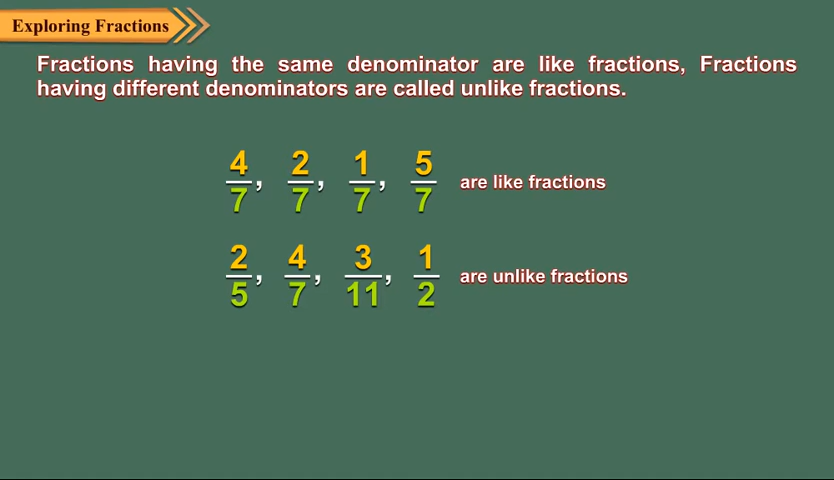 Exploring Fractions
Fractions having the same denominator are like fractions, Fractions
having different denominators are called unlike fractions.
4/7, 2/7, 1/7, 5/7 are like fractions
2/5, 4/7, 3/11, 1/2 are unlike fractions